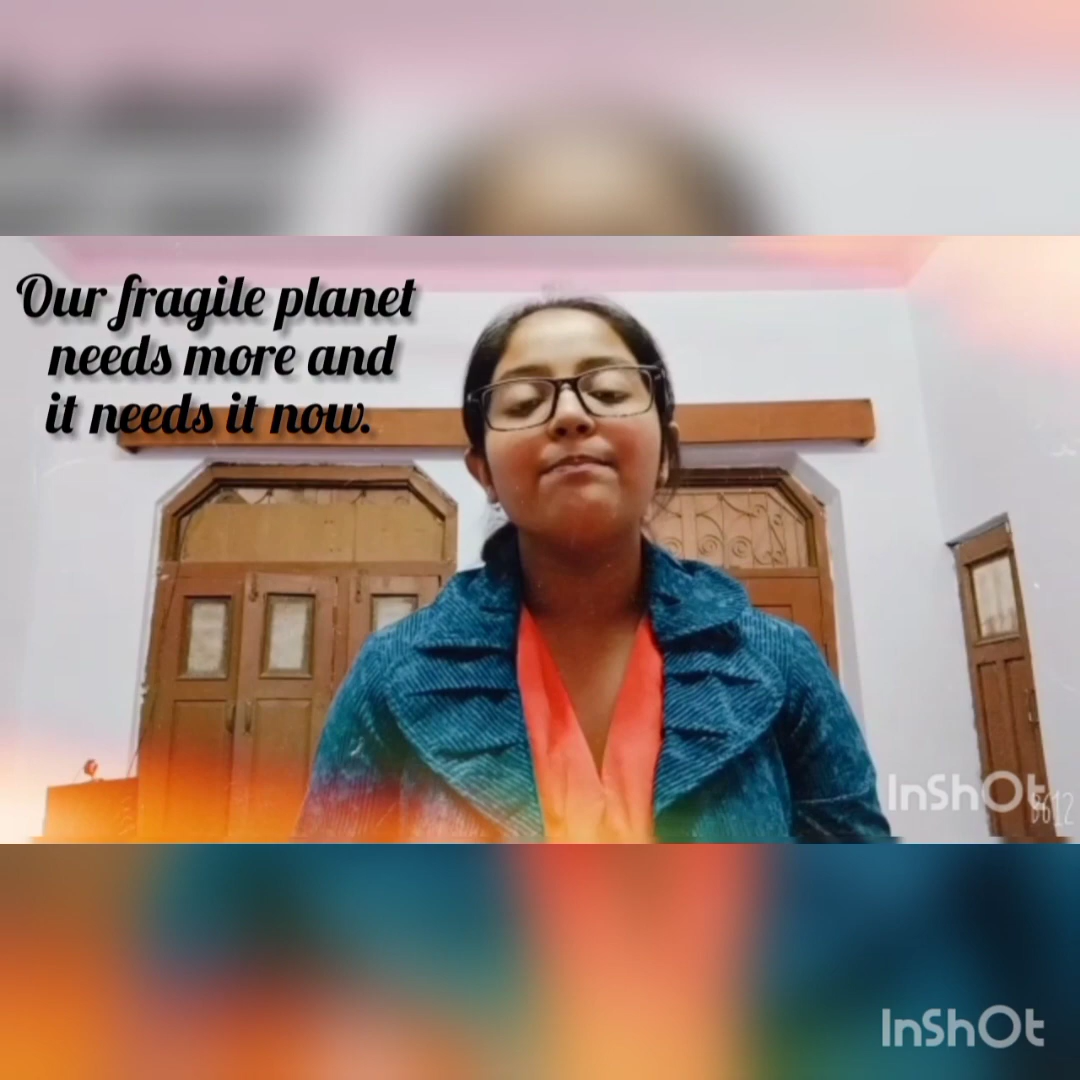 Our fragile planet
needs more and
it needs it now.
InShOt
InShOt